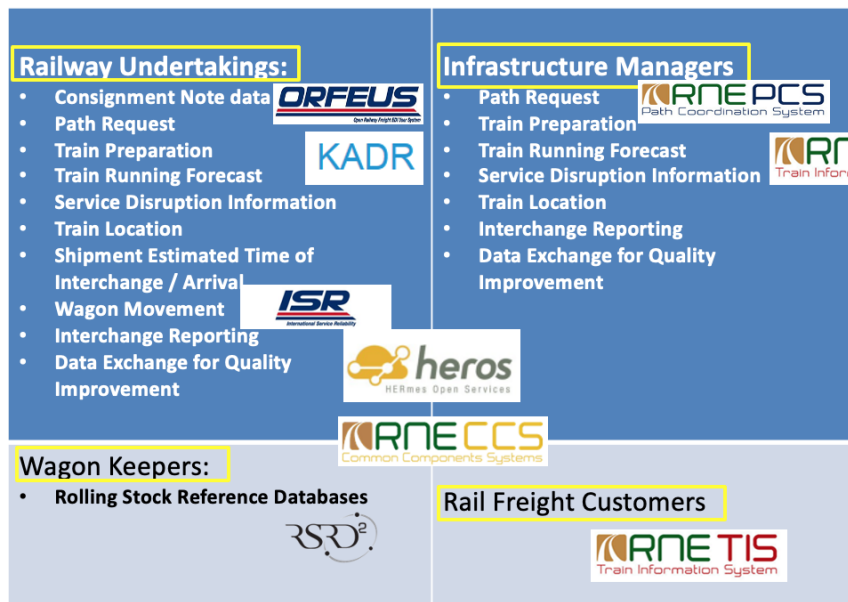 Railway Undertakings:
• Consignment Note data
ORFEUS
Open Railway Freight EDI User System
• Path Request
• Train Preparation
KADR
• Train Running Forecast
• Service Disruption Information
• Train Location
• Shipment Estimated Time of
Interchange / Arrival
• Wagon Movement
ISR
International Service Reliability
• Interchange Reporting
• Data Exchange for Quality
Improvement
Infrastructure Managers
• Path Request
RNE PCS
Path Coordination System
• Train Preparation
• Train Running Forecast
RN
Train Infor
• Service Disruption Information
• Train Location
• Interchange Reporting
• Data Exchange for Quality
Improvement
heros
HERmes Open Services
RNE CCS
Common Components Systems
Wagon Keepers:
• Rolling Stock Reference Databases
RSRD2
Rail Freight Customers
RNE TIS
Train Information System